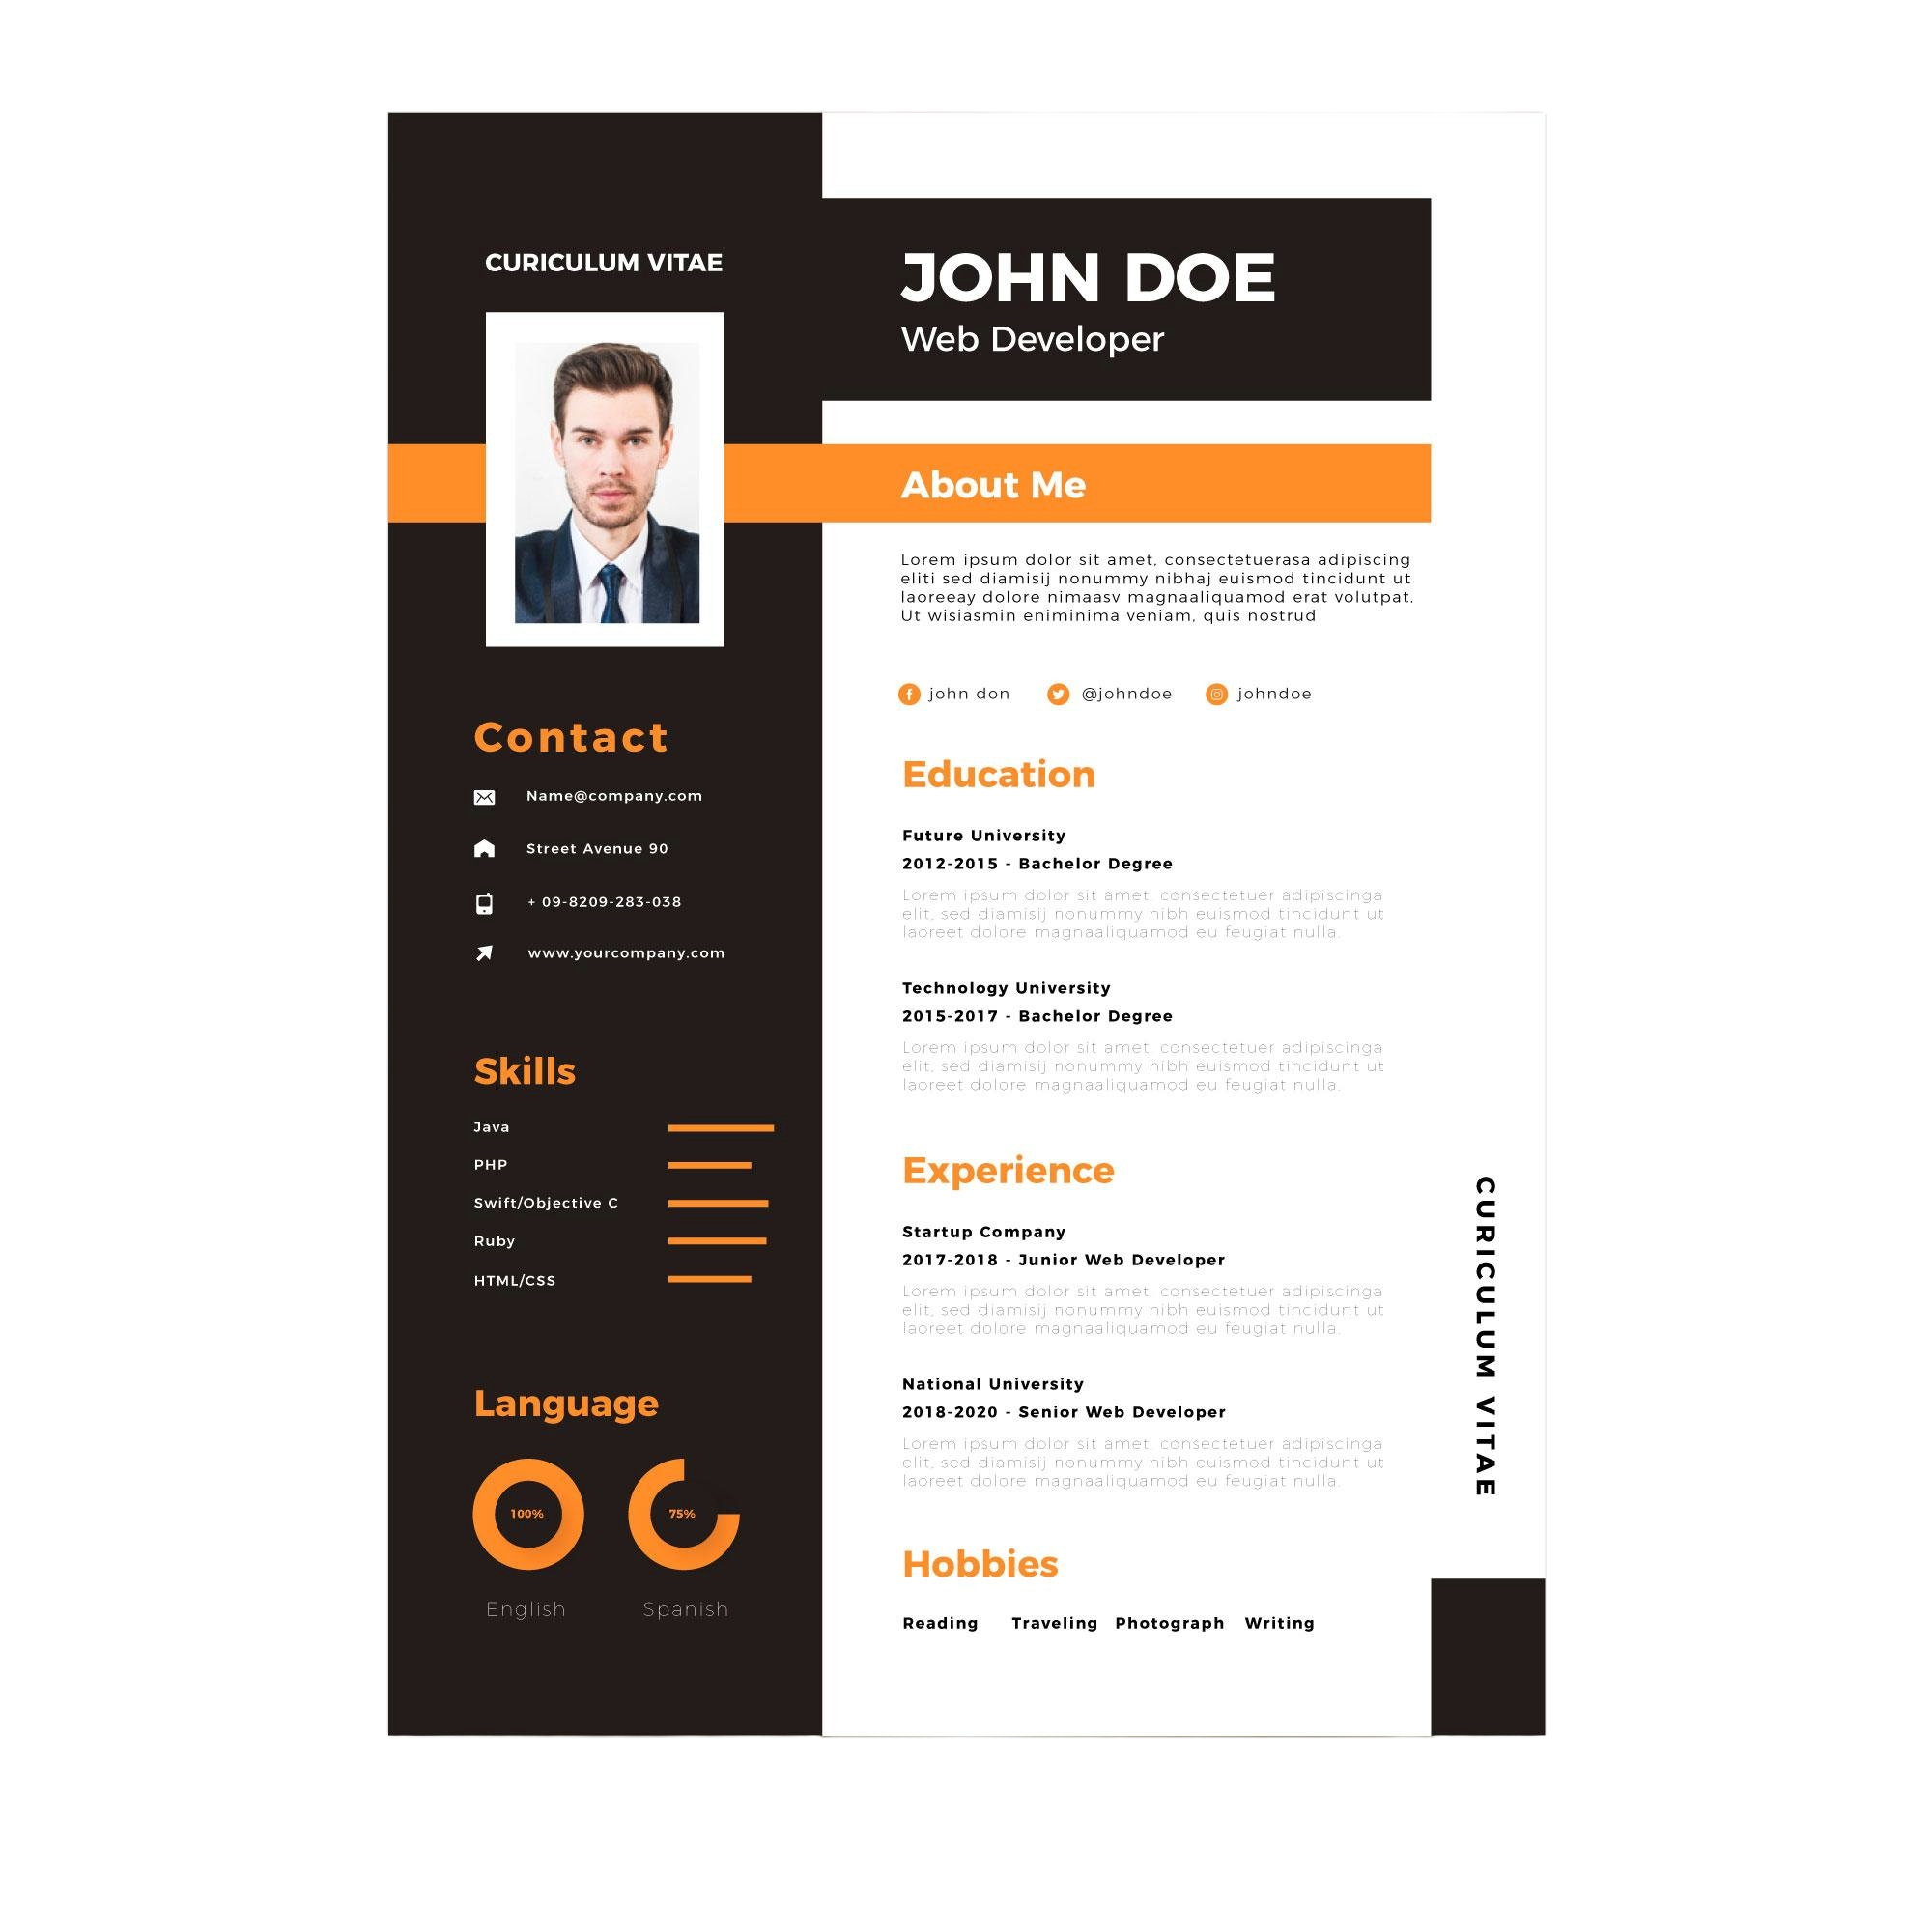 CURICULUM VITAE
JOHN DOE
Web Developer
About Me
Lorem ipsum dolor sit amet, consectetuerasa adipiscing
eliti sed diamisij nonummy nibhaj euismod tincidunt ut
laoreeay dolore nimaasv magnaaliquamod erat volutpat.
Ut wisiasmin eniminima veniam, quis nostrud
john don @johndoe johndoe
Contact
Name@company.com
Street Avenue 90
+ 09-8209-283-038
www.yourcompany.com
Skills
Java
PHP
Swift/Objective C
Ruby
HTML/CSS
Language
100% 75%
English Spanish
Education
Future University
2012-2015 - Bachelor Degree
Lorem ipsum dolor sit amet, consectetuer adipiscinga
elit, sed diamisij nonummy nibh euismod tincidunt ut
laoreet dolore magnaaliquamod eu feugiat nulla.
Technology University
2015-2017 - Bachelor Degree
Lorem ipsum dolor sit amet, consectetuer adipiscinga
elit, sed diamisij nonummy nibh euismod tincidunt ut
laoreet dolore magnaaliquamod eu feugiat nulla.
Experience
Startup Company
2017-2018 - Junior Web Developer
Lorem ipsum dolor sit amet, consectetuer adipiscinga
elit, sed diamisij nonummy nibh euismod tincidunt ut
laoreet dolore magnaaliquamod eu feugiat nulla.
National University
2018-2020 - Senior Web Developer
Lorem ipsum dolor sit amet, consectetuer adipiscinga
elit, sed diamisij nonummy nibh euismod tincidunt ut
laoreet dolore magnaaliquamod eu feugiat nulla.
Hobbies
Reading Traveling Photograph Writing
CURICULUM VITAE